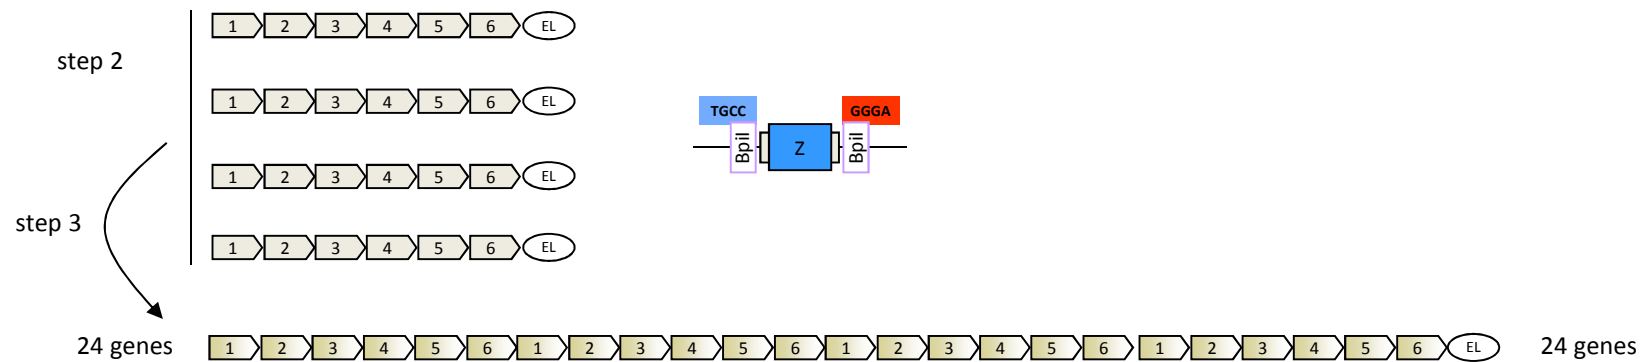 step 2
1 2 3 4 5 6 EL
1 2 3 4 5 6 EL
TGCC GGGA
BpiI Z BpiI
1 2 3 4 5 6 EL
step 3
1 2 3 4 5 6 EL
24 genes 1 2 3 4 5 6 1 2 3 4 5 6 1 2 3 4 5 6 1 2 3 4 5 6 EL 24 genes